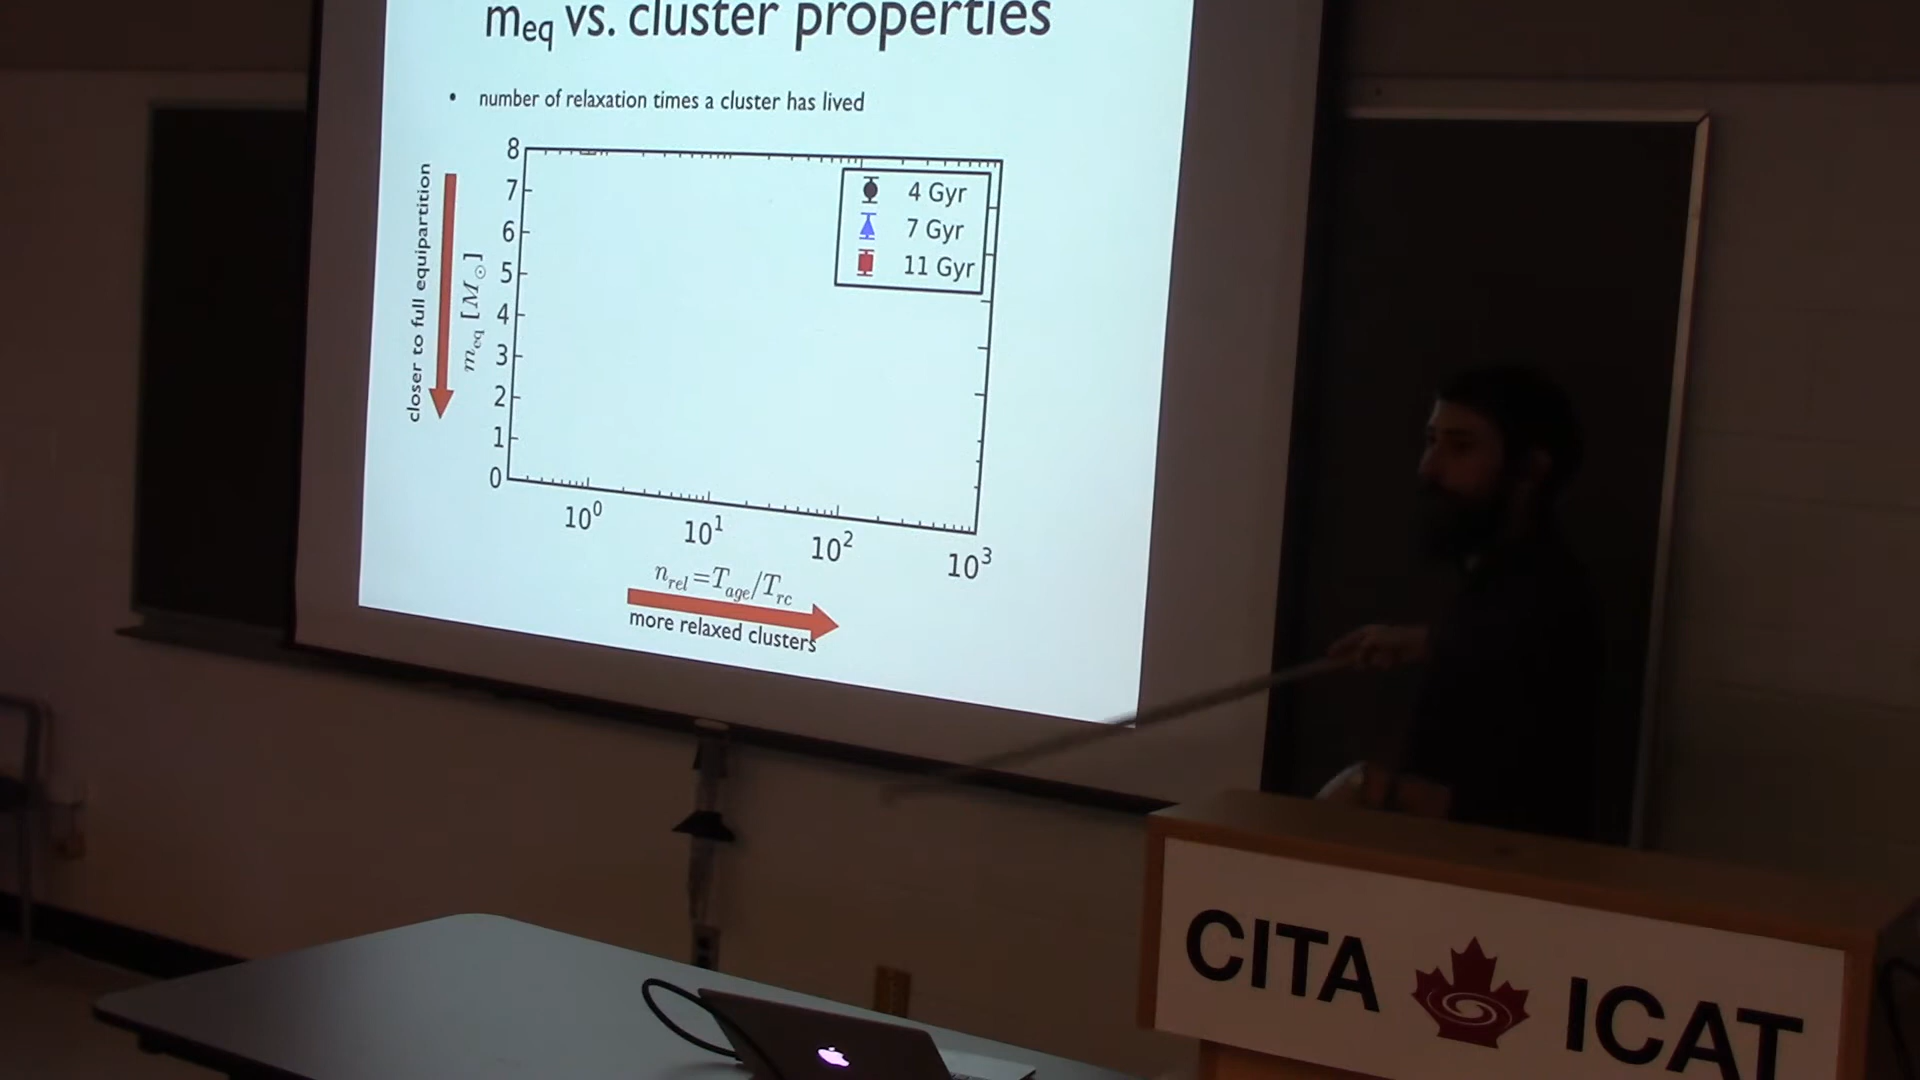 m_eq vs. cluster properties
• number of relaxation times a cluster has lived
closer to full equipartition
m_eq [M_⊙]
8
7
6
5
4
3
2
1
0
4 Gyr
7 Gyr
11 Gyr
10^0
10^1
10^2
10^3
n_rel=T_age/T_rc
more relaxed clusters
CITA ICAT